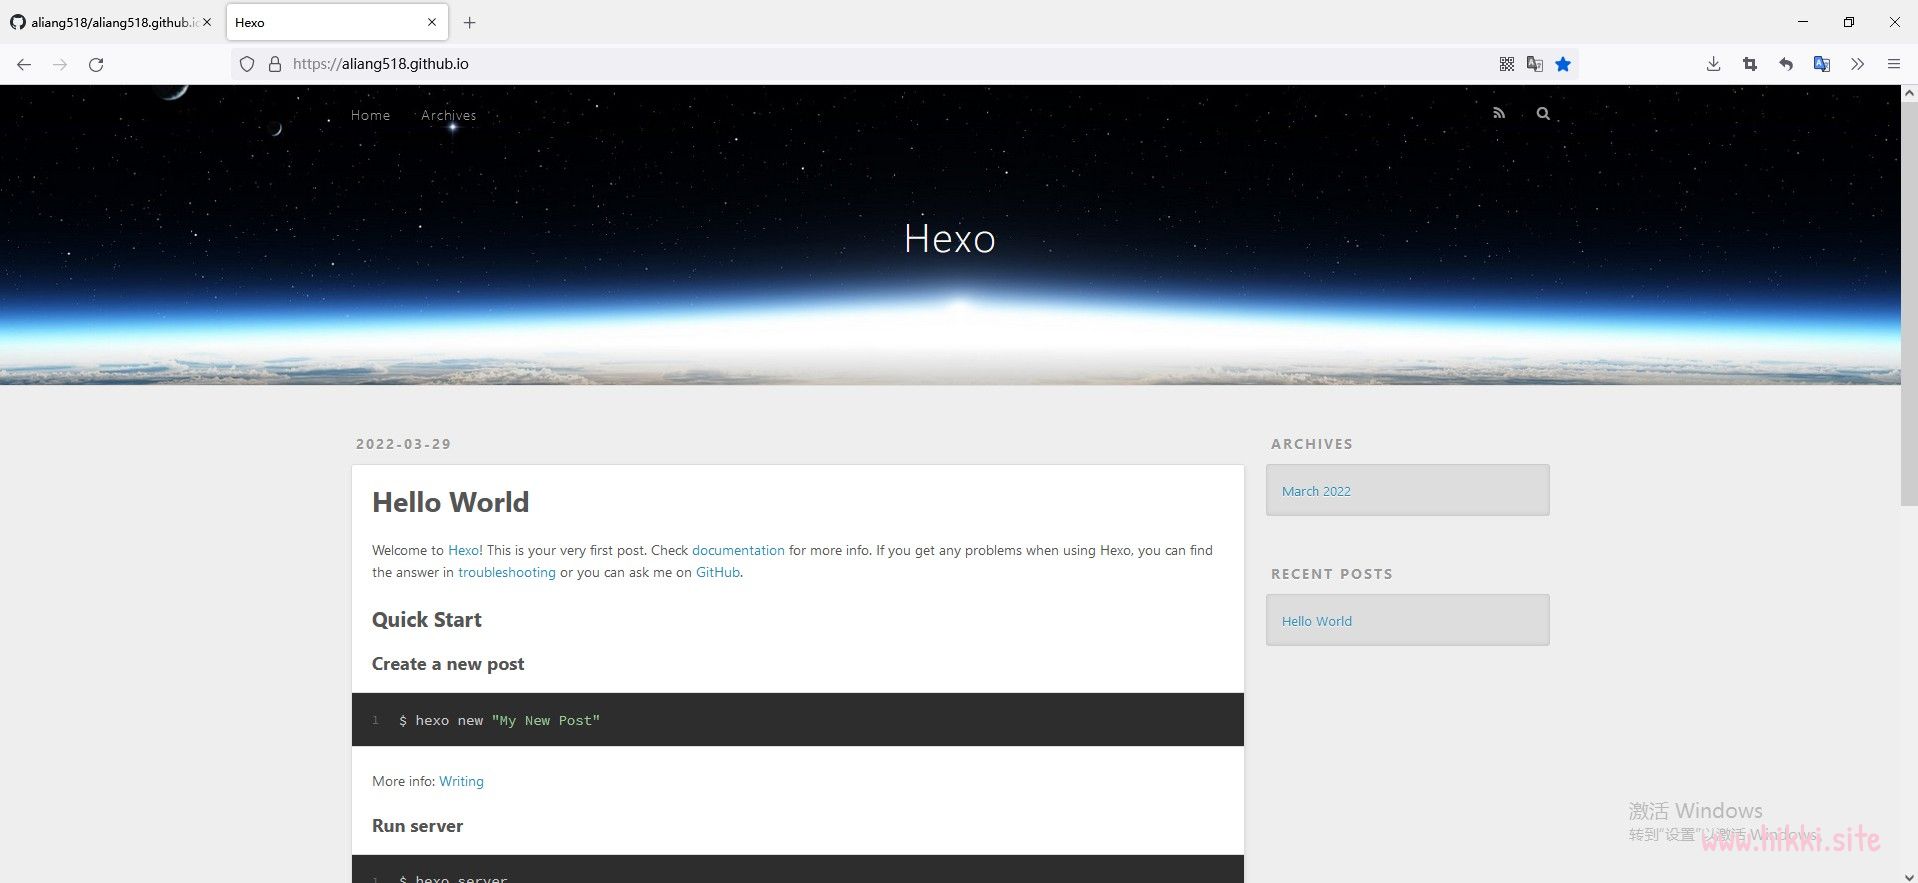 aliang518/aliang518.github.io
Hexo
https://aliang518.github.io
Home
Archives
Hexo
2022-03-29
Hello World
Welcome to Hexo! This is your very first post. Check documentation for more info. If you get any problems when using Hexo, you can find
the answer in troubleshooting or you can ask me on GitHub.
Quick Start
Create a new post
1 $ hexo new "My New Post"
More info: Writing
Run server
1 $ hexo server
ARCHIVES
March 2022
RECENT POSTS
Hello World
激活 Windows
转到"设置"以激活 Windows。
www.hikki.site